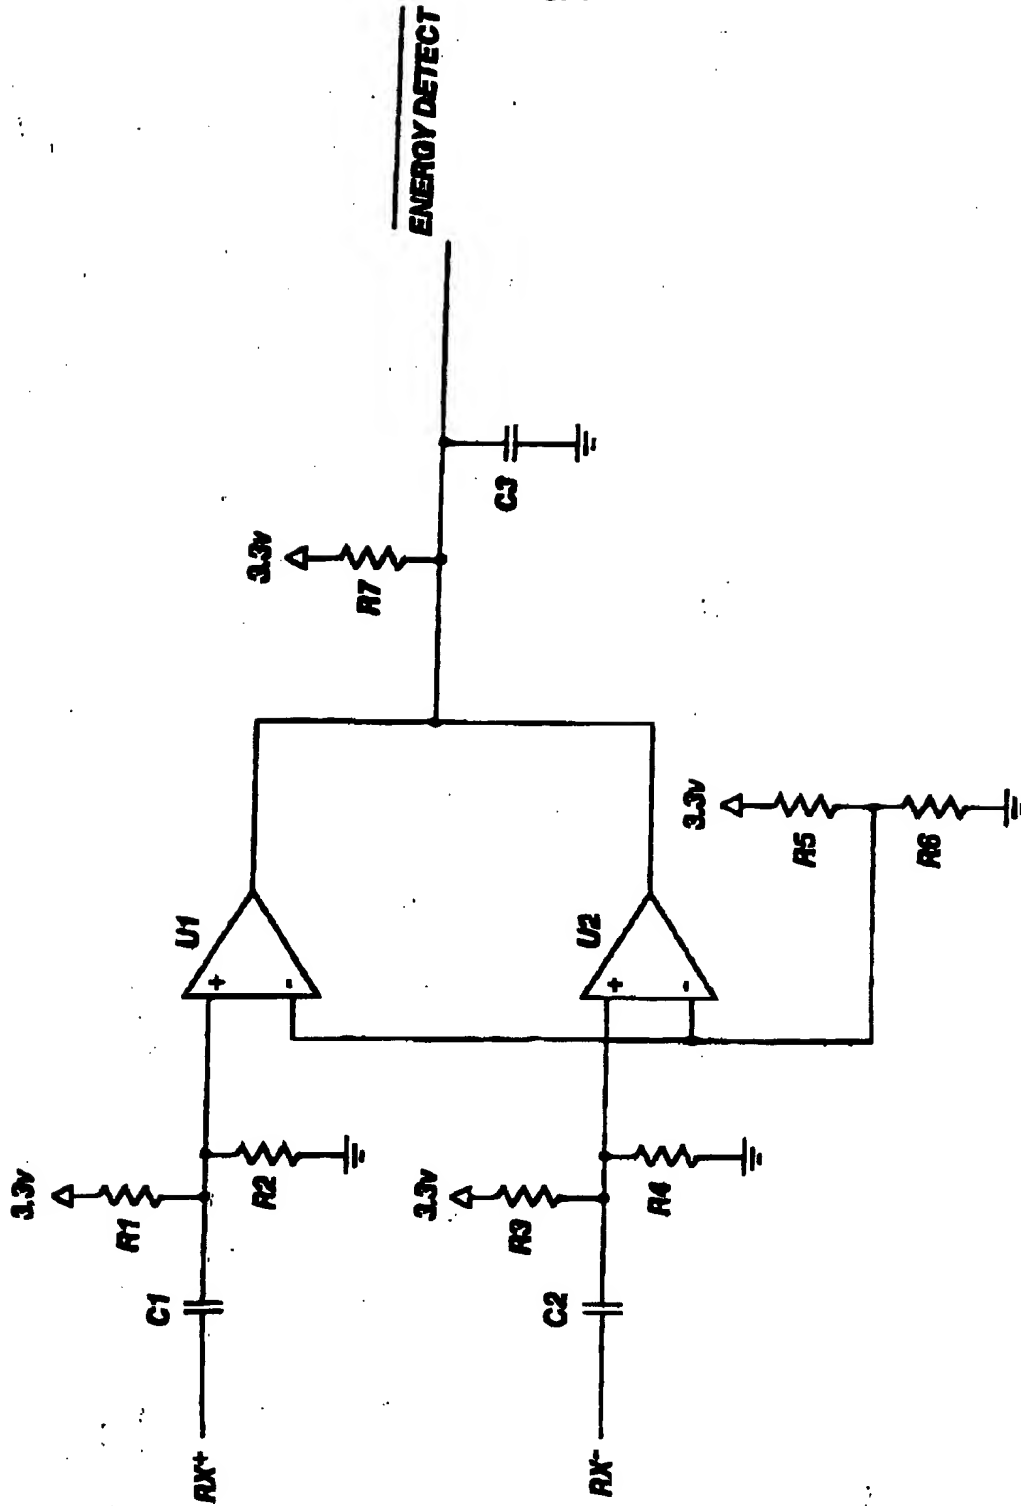 ENERGY DETECT
3.3v
R7
C3
U1
+
-
U2
+
-
3.3v
R5
R6
3.3v
R1
R2
C1
RX+
3.3v
R3
R4
C2
RX-